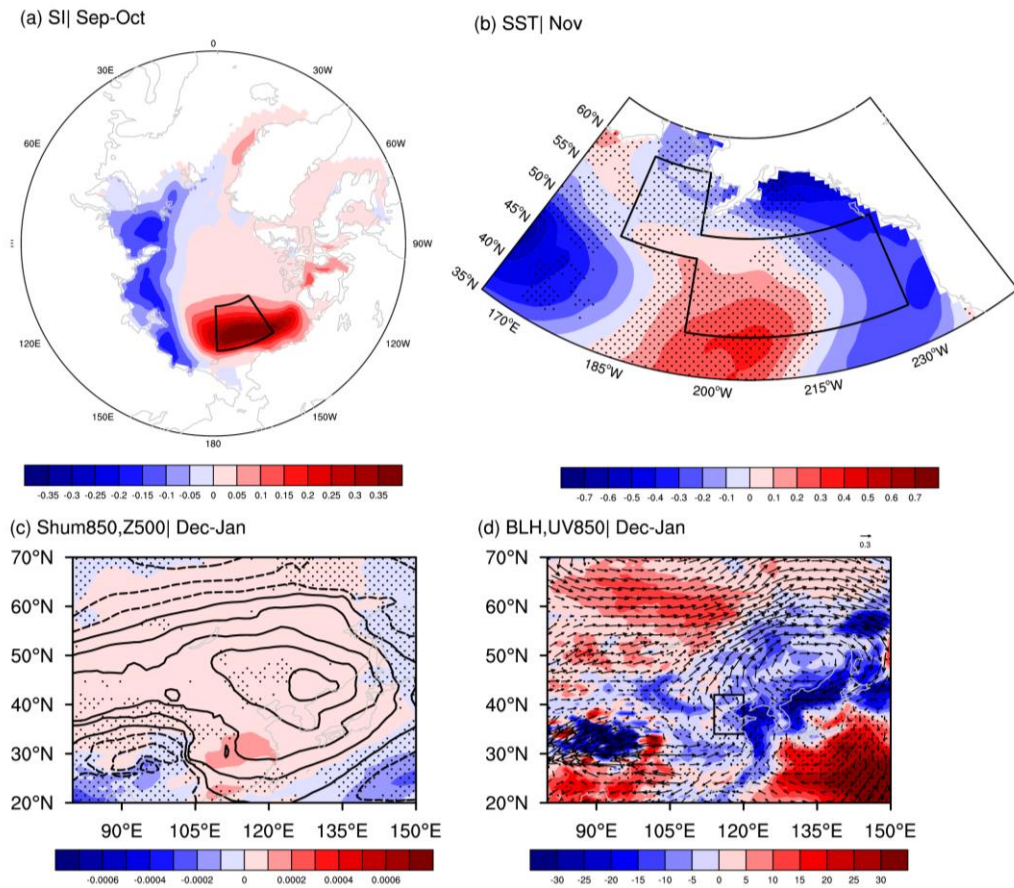 (a) SI| Sep-Oct
0
30E 30W
60E 60W
90W
120E 120W
150E 150W
180
-0.35 -0.3 -0.25 -0.2 -0.15 -0.1 -0.05 0 0.05 0.1 0.15 0.2 0.25 0.3 0.35
(b) SST| Nov
60°N
55°N
50°N
45°N
40°N
35°N
170°E
185°W
200°W
215°W
230°W
-0.7 -0.6 -0.5 -0.4 -0.3 -0.2 -0.1 0 0.1 0.2 0.3 0.4 0.5 0.6 0.7
(c) Shum850,Z500| Dec-Jan
70°N
60°N
50°N
40°N
30°N
20°N
90°E 105°E 120°E 135°E 150°E
-0.0006 -0.0004 -0.0002 0 0.0002 0.0004 0.0006
(d) BLH,UV850| Dec-Jan
0.3
70°N
60°N
50°N
40°N
30°N
20°N
90°E 105°E 120°E 135°E 150°E
-30 -25 -20 -15 -10 -5 0 5 10 15 20 25 30